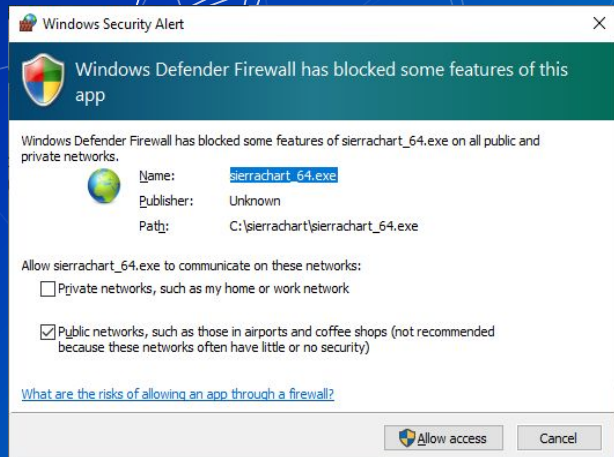 Windows Security Alert
Windows Defender Firewall has blocked some features of this
app
Windows Defender Firewall has blocked some features of sierrachart_64.exe on all public and
private networks.
Name: sierrachart_64.exe
Publisher: Unknown
Path: C:\sierrachart\sierrachart_64.exe
Allow sierrachart_64.exe to communicate on these networks:
Private networks, such as my home or work network
Public networks, such as those in airports and coffee shops (not recommended
because these networks often have little or no security)
What are the risks of allowing an app through a firewall?
Allow access Cancel